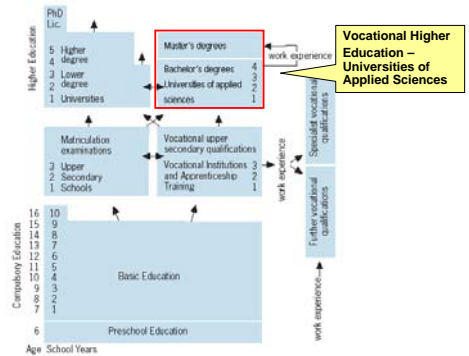 PhD
Lic.
Higher Education
5 Higher
4 degree
3 Lower
2 degree
1 Universities
Master's degrees
Bachelor's degrees 4
3
Universities of applied 2
sciences 1
work experience
Vocational Higher
Education –
Universities of
Applied Sciences
Matriculation
examinations
3 Upper
2 Secondary
1 Schools
Vocational upper
secondary qualifications
Vocational Institutions 3
and Apprenticeship 2
Training 1
work experience
Specialist vocational
qualifications
Further vocational
qualifications
work experience
Compulsory Education
16 10
15 9
14 8
13 7
12 6
11 5
10 4
9 3
8 2
7 1
Basic Education
6 Preschool Education
Age School Years